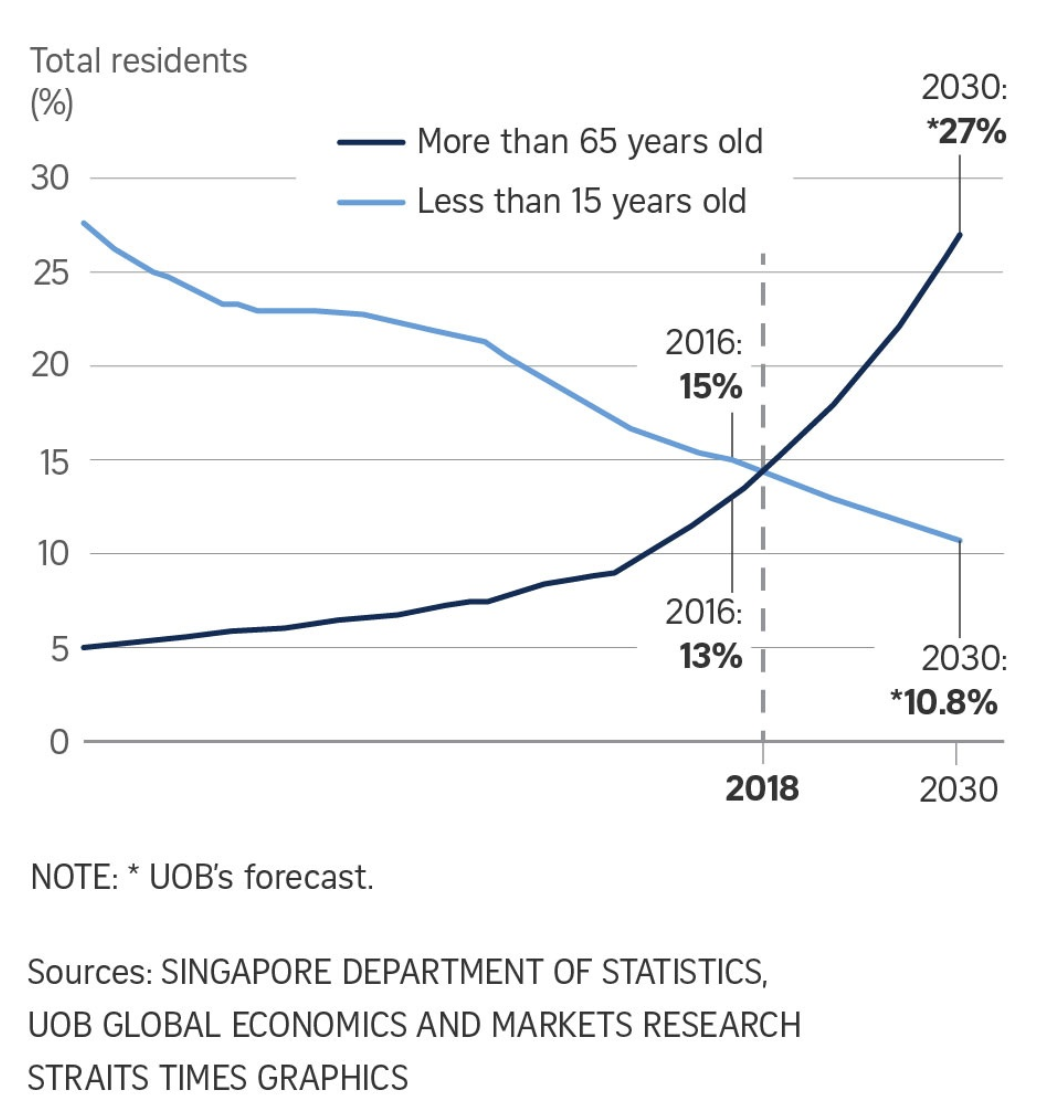 Total residents
(%)
2030:
*27%
More than 65 years old
Less than 15 years old
30
25
20
15
10
5
0
2016:
15%
2016:
13%
2030:
*10.8%
2018
2030
NOTE: * UOB's forecast.
Sources: SINGAPORE DEPARTMENT OF STATISTICS,
UOB GLOBAL ECONOMICS AND MARKETS RESEARCH
STRAITS TIMES GRAPHICS